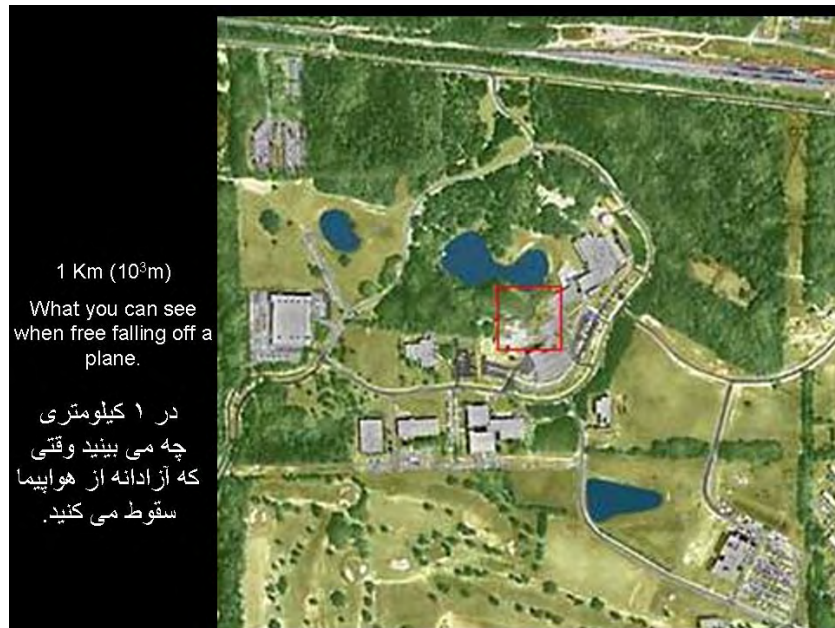 1 Km (10³m)
What you can see
when free falling off a
plane.
در ۱ کیلومتری
چه می بینید وقتی
که آزادانه از هواپیما
سقوط می کنید.